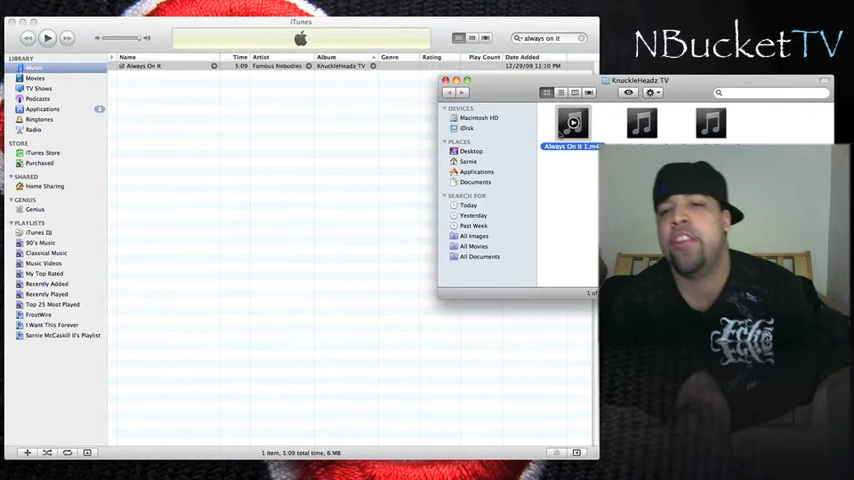 iTunes
always on it
NBucketTV
LIBRARY
Music
Movies
TV Shows
Podcasts
Applications
3
Ringtones
Radio
STORE
iTunes Store
Purchased
SHARED
Home Sharing
GENIUS
Genius
PLAYLISTS
iTunes DJ
90's Music
Classical Music
Music Videos
My Top Rated
Recently Added
Recently Played
Top 25 Most Played
FrostWire
I Want This Forever
Sarnie McCaskill II's Playlist
Name Time Artist Album Genre Rating Play Count Date Added
Always On It 5:09 Famous Nobodies KnuckleHeadz TV 12/29/09 11:10 PM
1 item, 5:09 total time, 6 MB
KnuckleHeadz TV
DEVICES
Macintosh HD
iDisk
PLACES
Desktop
Sarnie
Applications
Documents
SEARCH FOR
Today
Yesterday
Past Week
All Images
All Movies
All Documents
Always On It 1.m4
1 of
Ecko